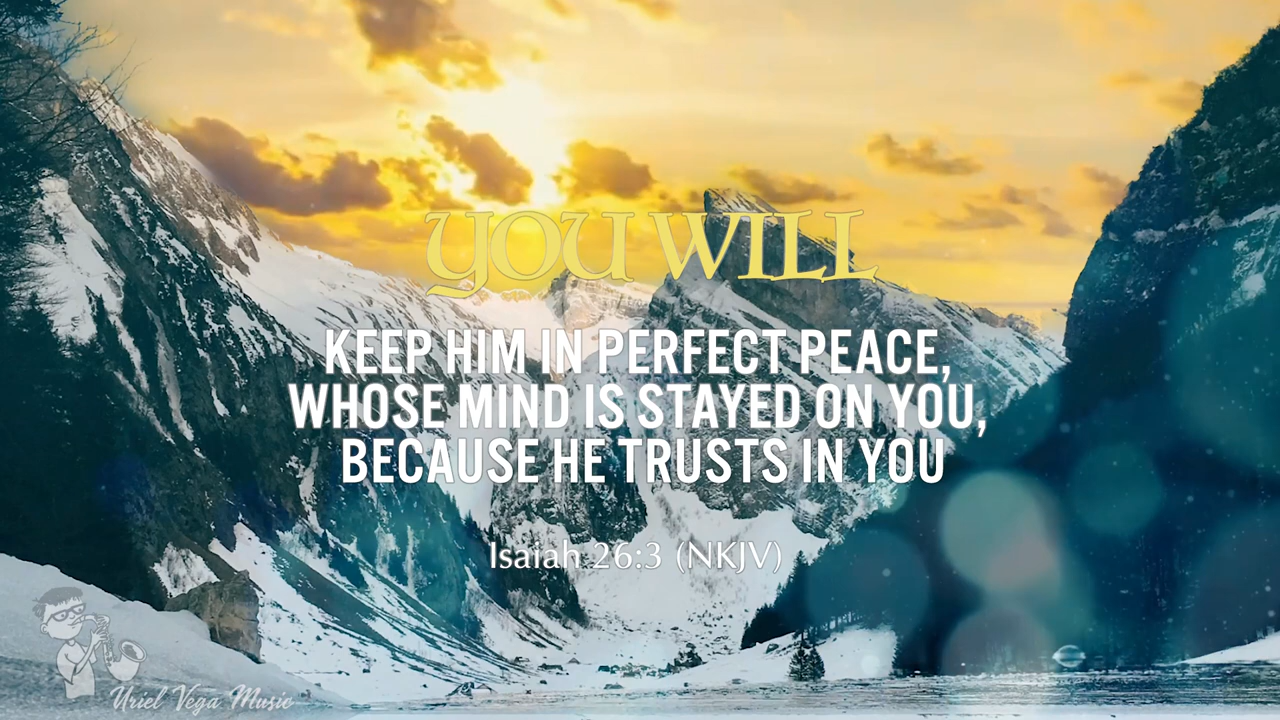 YOU WILL
KEEP HIM IN PERFECT PEACE,
WHOSE MIND IS STAYED ON YOU,
BECAUSE HE TRUSTS IN YOU
Isaiah 26:3 (NKJV)
Uriel Vega Music